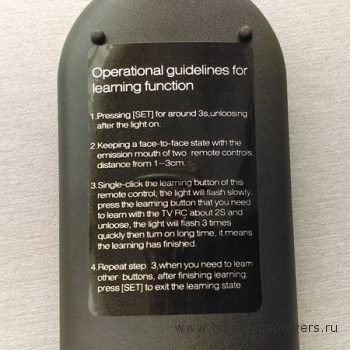 Operational guidelines for
learning function
1.Pressing [SET] for around 3s,unloosing
after the light on.
2.Keeping a face-to-face state with the
emission mouth of two remote controls,
distance from 1~3cm.
3.Single-click the learning button of this
remote control, the light will flash slowly,
press the learning button that you need
to learn with the TV RC about 2S and
unloose, the light will flash 3 times
quickly then turn on long time, it means
the learning has finished.
4.Repeat step 3,when you need to learn
other buttons, after finishing learning,
press [SET] to exit the learning state